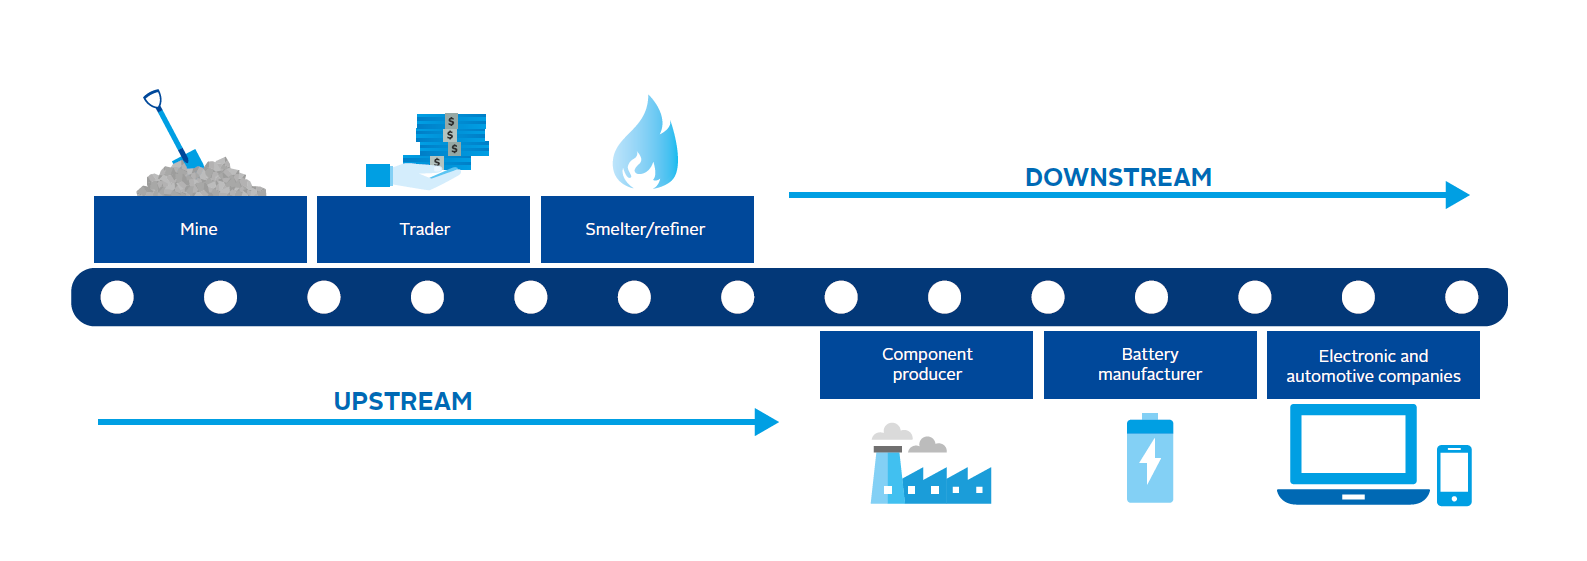 $
$
$
$
DOWNSTREAM
Mine
Trader
Smelter/refiner
Component
producer
Battery
manufacturer
Electronic and
automotive companies
UPSTREAM